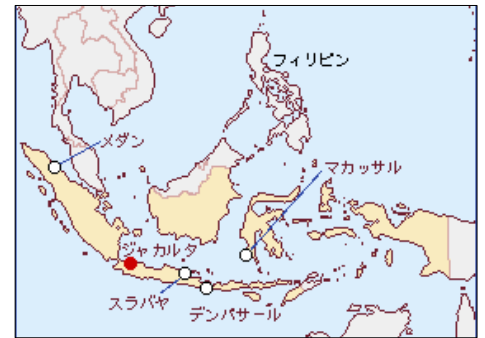 フィリピン
メダン
マカッサル
ジャカルタ
スラバヤ
デンパサール